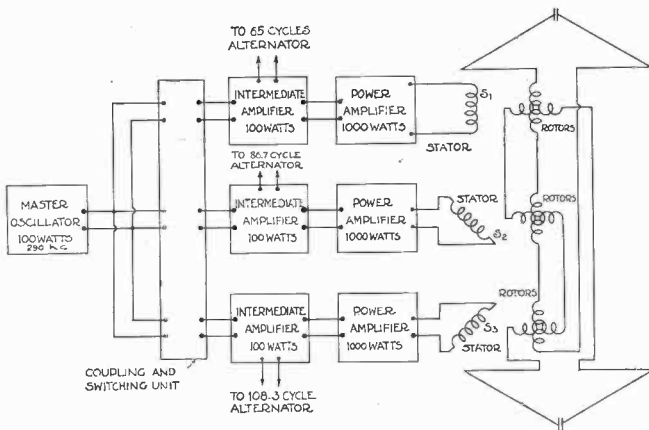 TO 65 CYCLES
ALTERNATOR
INTERMEDIATE
AMPLIFIER
100 WATTS
POWER
AMPLIFIER
1000 WATTS
S1
STATOR
ROTORS
TO 86.7 CYCLE
ALTERNATOR
INTERMEDIATE
AMPLIFIER
100 WATTS
POWER
AMPLIFIER
1000 WATTS
STATOR
S2
ROTORS
MASTER
OSCILLATOR
100 WATTS
290 K.C
INTERMEDIATE
AMPLIFIER
100 WATTS
POWER
AMPLIFIER
1000 WATTS
S3
STATOR
ROTORS
COUPLING AND
SWITCHING UNIT
TO 108.3 CYCLE
ALTERNATOR